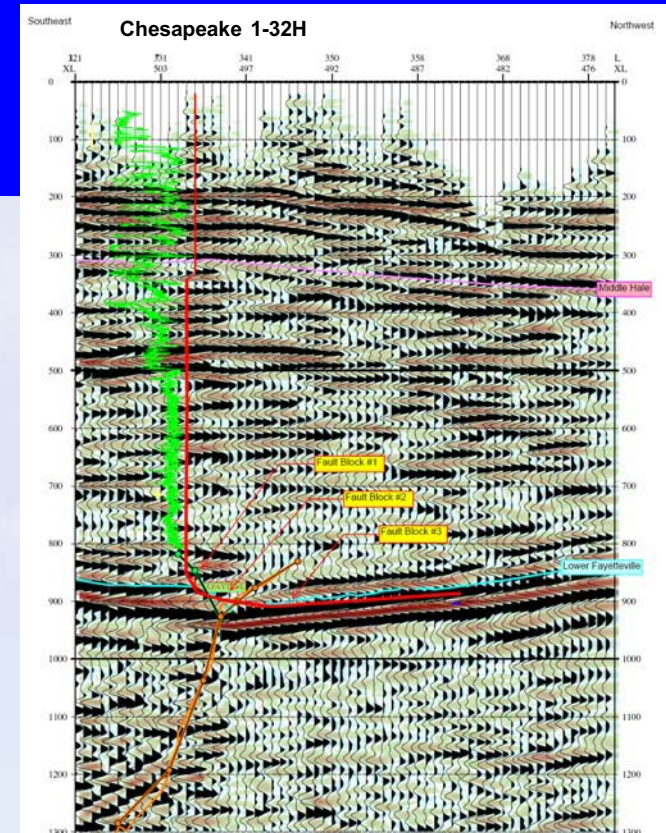 Southeast
Chesapeake 1-32H
Northwest
321 331 341 350 358 368 378 L
XL 503 497 492 487 482 476 XL
0 0
100 100
200 200
300 300
Middle Hale
400 400
500 500
600 600
Fault Block #1
700 700
Fault Block #2
Fault Block #3
800 800
Lower Fayetteville
900 900
1000 1000
1100 1100
1200 1200
1300 1300